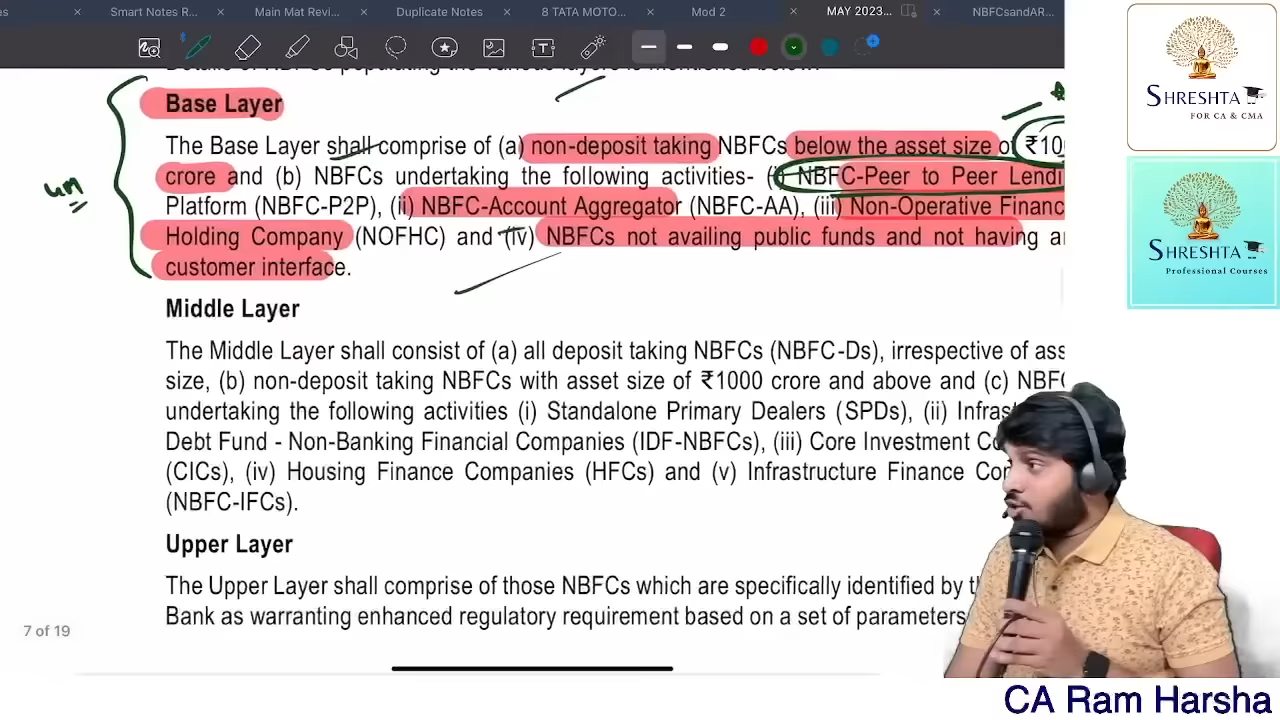 Smart Notes R...
Main Mat Revi...
Duplicate Notes
8 TATA MOTO...
Mod 2
MAY 2023...
NBFCsandAR...
Base Layer
The Base Layer shall comprise of (a) non-deposit taking NBFCs below the asset size of ₹10
crore and (b) NBFCs undertaking the following activities- (i) NBFC-Peer to Peer Lendi
Platform (NBFC-P2P), (ii) NBFC-Account Aggregator (NBFC-AA), (iii) Non-Operative Financ
Holding Company (NOFHC) and (iv) NBFCs not availing public funds and not having a
customer interface.
4M
Middle Layer
The Middle Layer shall consist of (a) all deposit taking NBFCs (NBFC-Ds), irrespective of ass
size, (b) non-deposit taking NBFCs with asset size of ₹1000 crore and above and (c) NBFC
undertaking the following activities (i) Standalone Primary Dealers (SPDs), (ii) Infras
Debt Fund - Non-Banking Financial Companies (IDF-NBFCs), (iii) Core Investment Co
(CICs), (iv) Housing Finance Companies (HFCs) and (v) Infrastructure Finance Con
(NBFC-IFCs).
Upper Layer
The Upper Layer shall comprise of those NBFCs which are specifically identified by t
Bank as warranting enhanced regulatory requirement based on a set of parameters
7 of 19
SHRESHTA
FOR CA & CMA
SHRESHTA
Professional Courses
CA Ram Harsha